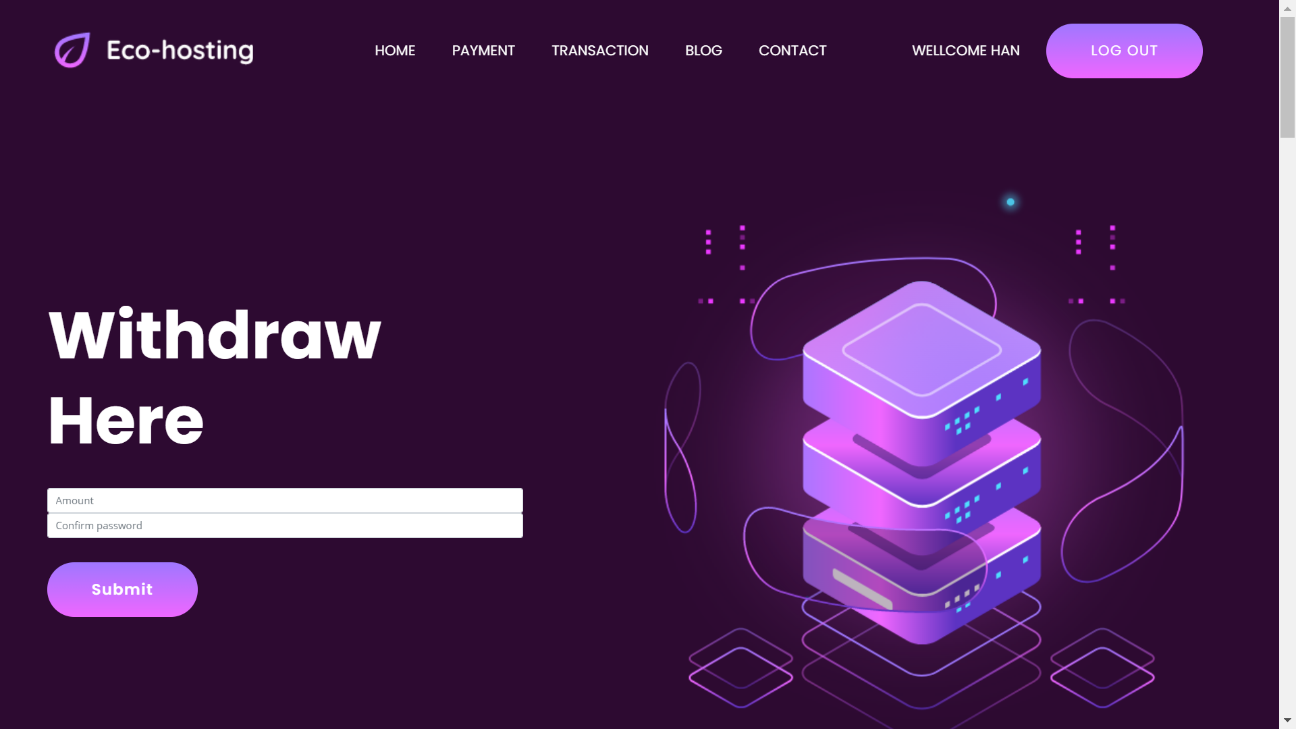 Eco-hosting
HOME PAYMENT TRANSACTION BLOG CONTACT WELLCOME HAN LOG OUT
Withdraw
Here
Amount
Confirm password
Submit